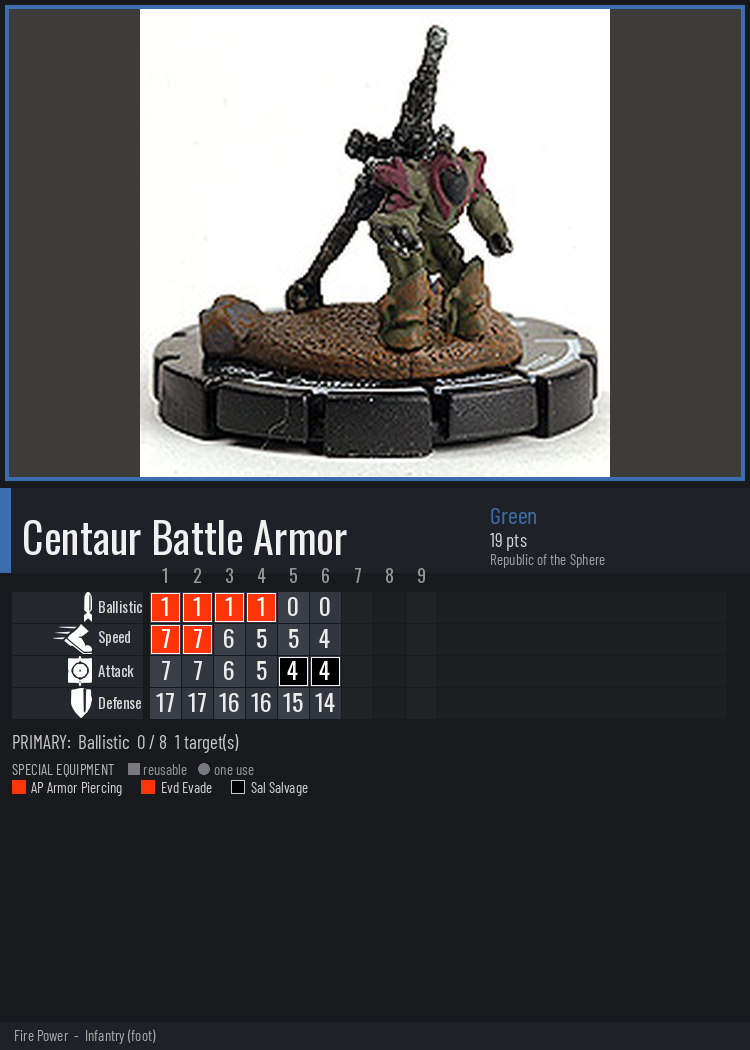 Centaur Battle Armor
Green
19 pts
Republic of the Sphere
1 2 3 4 5 6 7 8 9
Ballistic 1 1 1 1 0 0
Speed 7 7 6 5 5 4
Attack 7 7 6 5 4 4
Defense 17 17 16 16 15 14
PRIMARY: Ballistic 0 / 8 1 target(s)
SPECIAL EQUIPMENT reusable one use
AP Armor Piercing Evd Evade Sal Salvage
Fire Power - Infantry (foot)